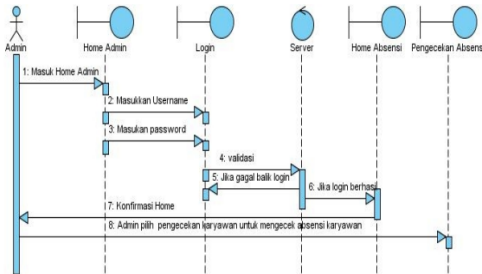 Admin
Home Admin
Login
Server
Home Absensi
Pengecekan Absens
1: Masuk Home Admin
2: Masukkan Username
3: Masukan password
4: validasi
5: Jika gagal balik login
6: Jika login berhasil
7: Konfirmasi Home
8: Admin pilih pengecekan karyawan untuk mengecek absensi karyawan